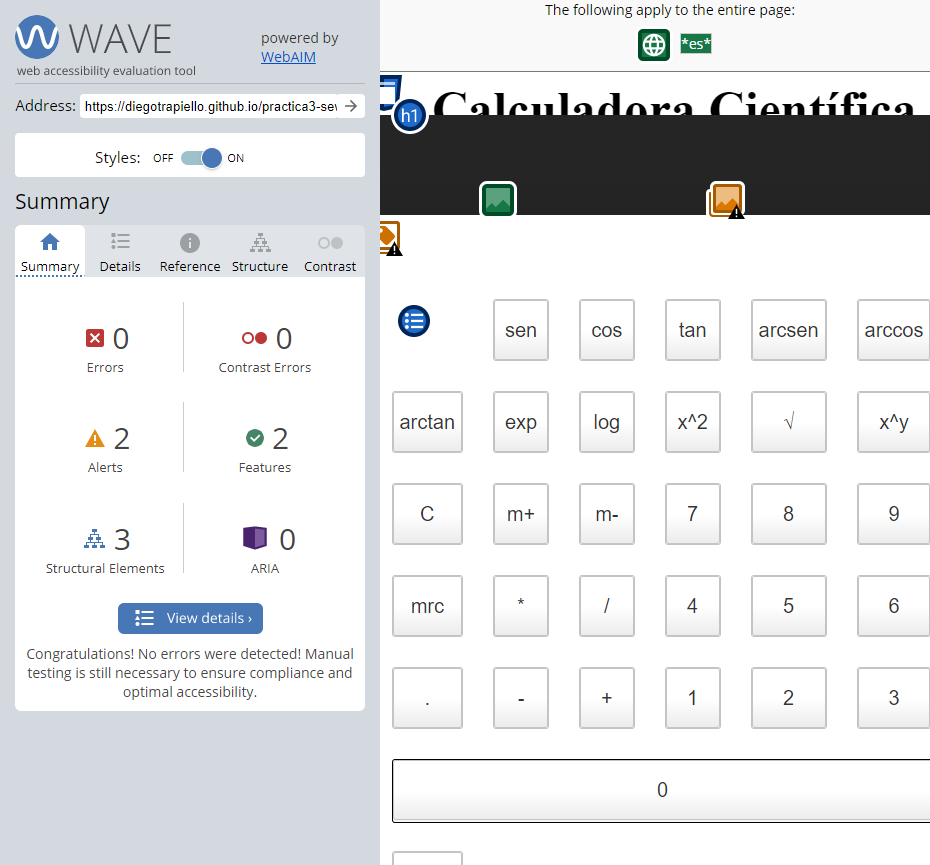 WAVE
web accessibility evaluation tool
powered by
WebAIM
Address: https://diegotrapiello.github.io/practica3-se
Styles: OFF ON
Summary
Summary Details Reference Structure Contrast
0 Errors
0 Contrast Errors
2 Alerts
2 Features
3 Structural Elements
0 ARIA
View details ›
Congratulations! No errors were detected! Manual
testing is still necessary to ensure compliance and
optimal accessibility.
The following apply to the entire page:
*es*
h1 Calculadora Científica
sen cos tan arcsen arccos
arctan exp log x^2 √ x^y
C m+ m- 7 8 9
mrc * / 4 5 6
. - + 1 2 3
0